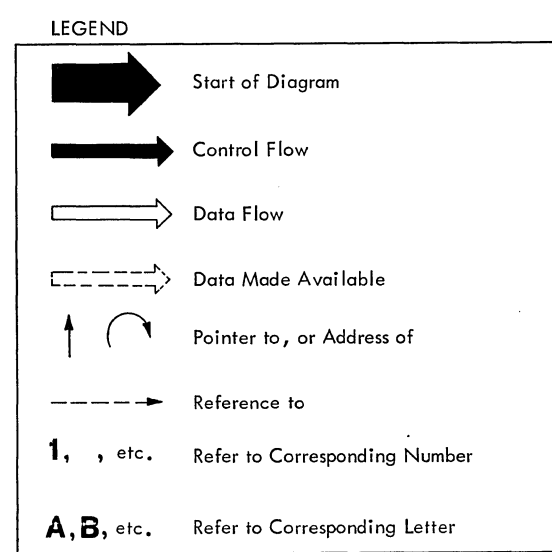 LEGEND
Start of Diagram
Control Flow
Data Flow
Data Made Available
Pointer to, or Address of
Reference to
1, , etc. Refer to Corresponding Number
A,B, etc. Refer to Corresponding Letter